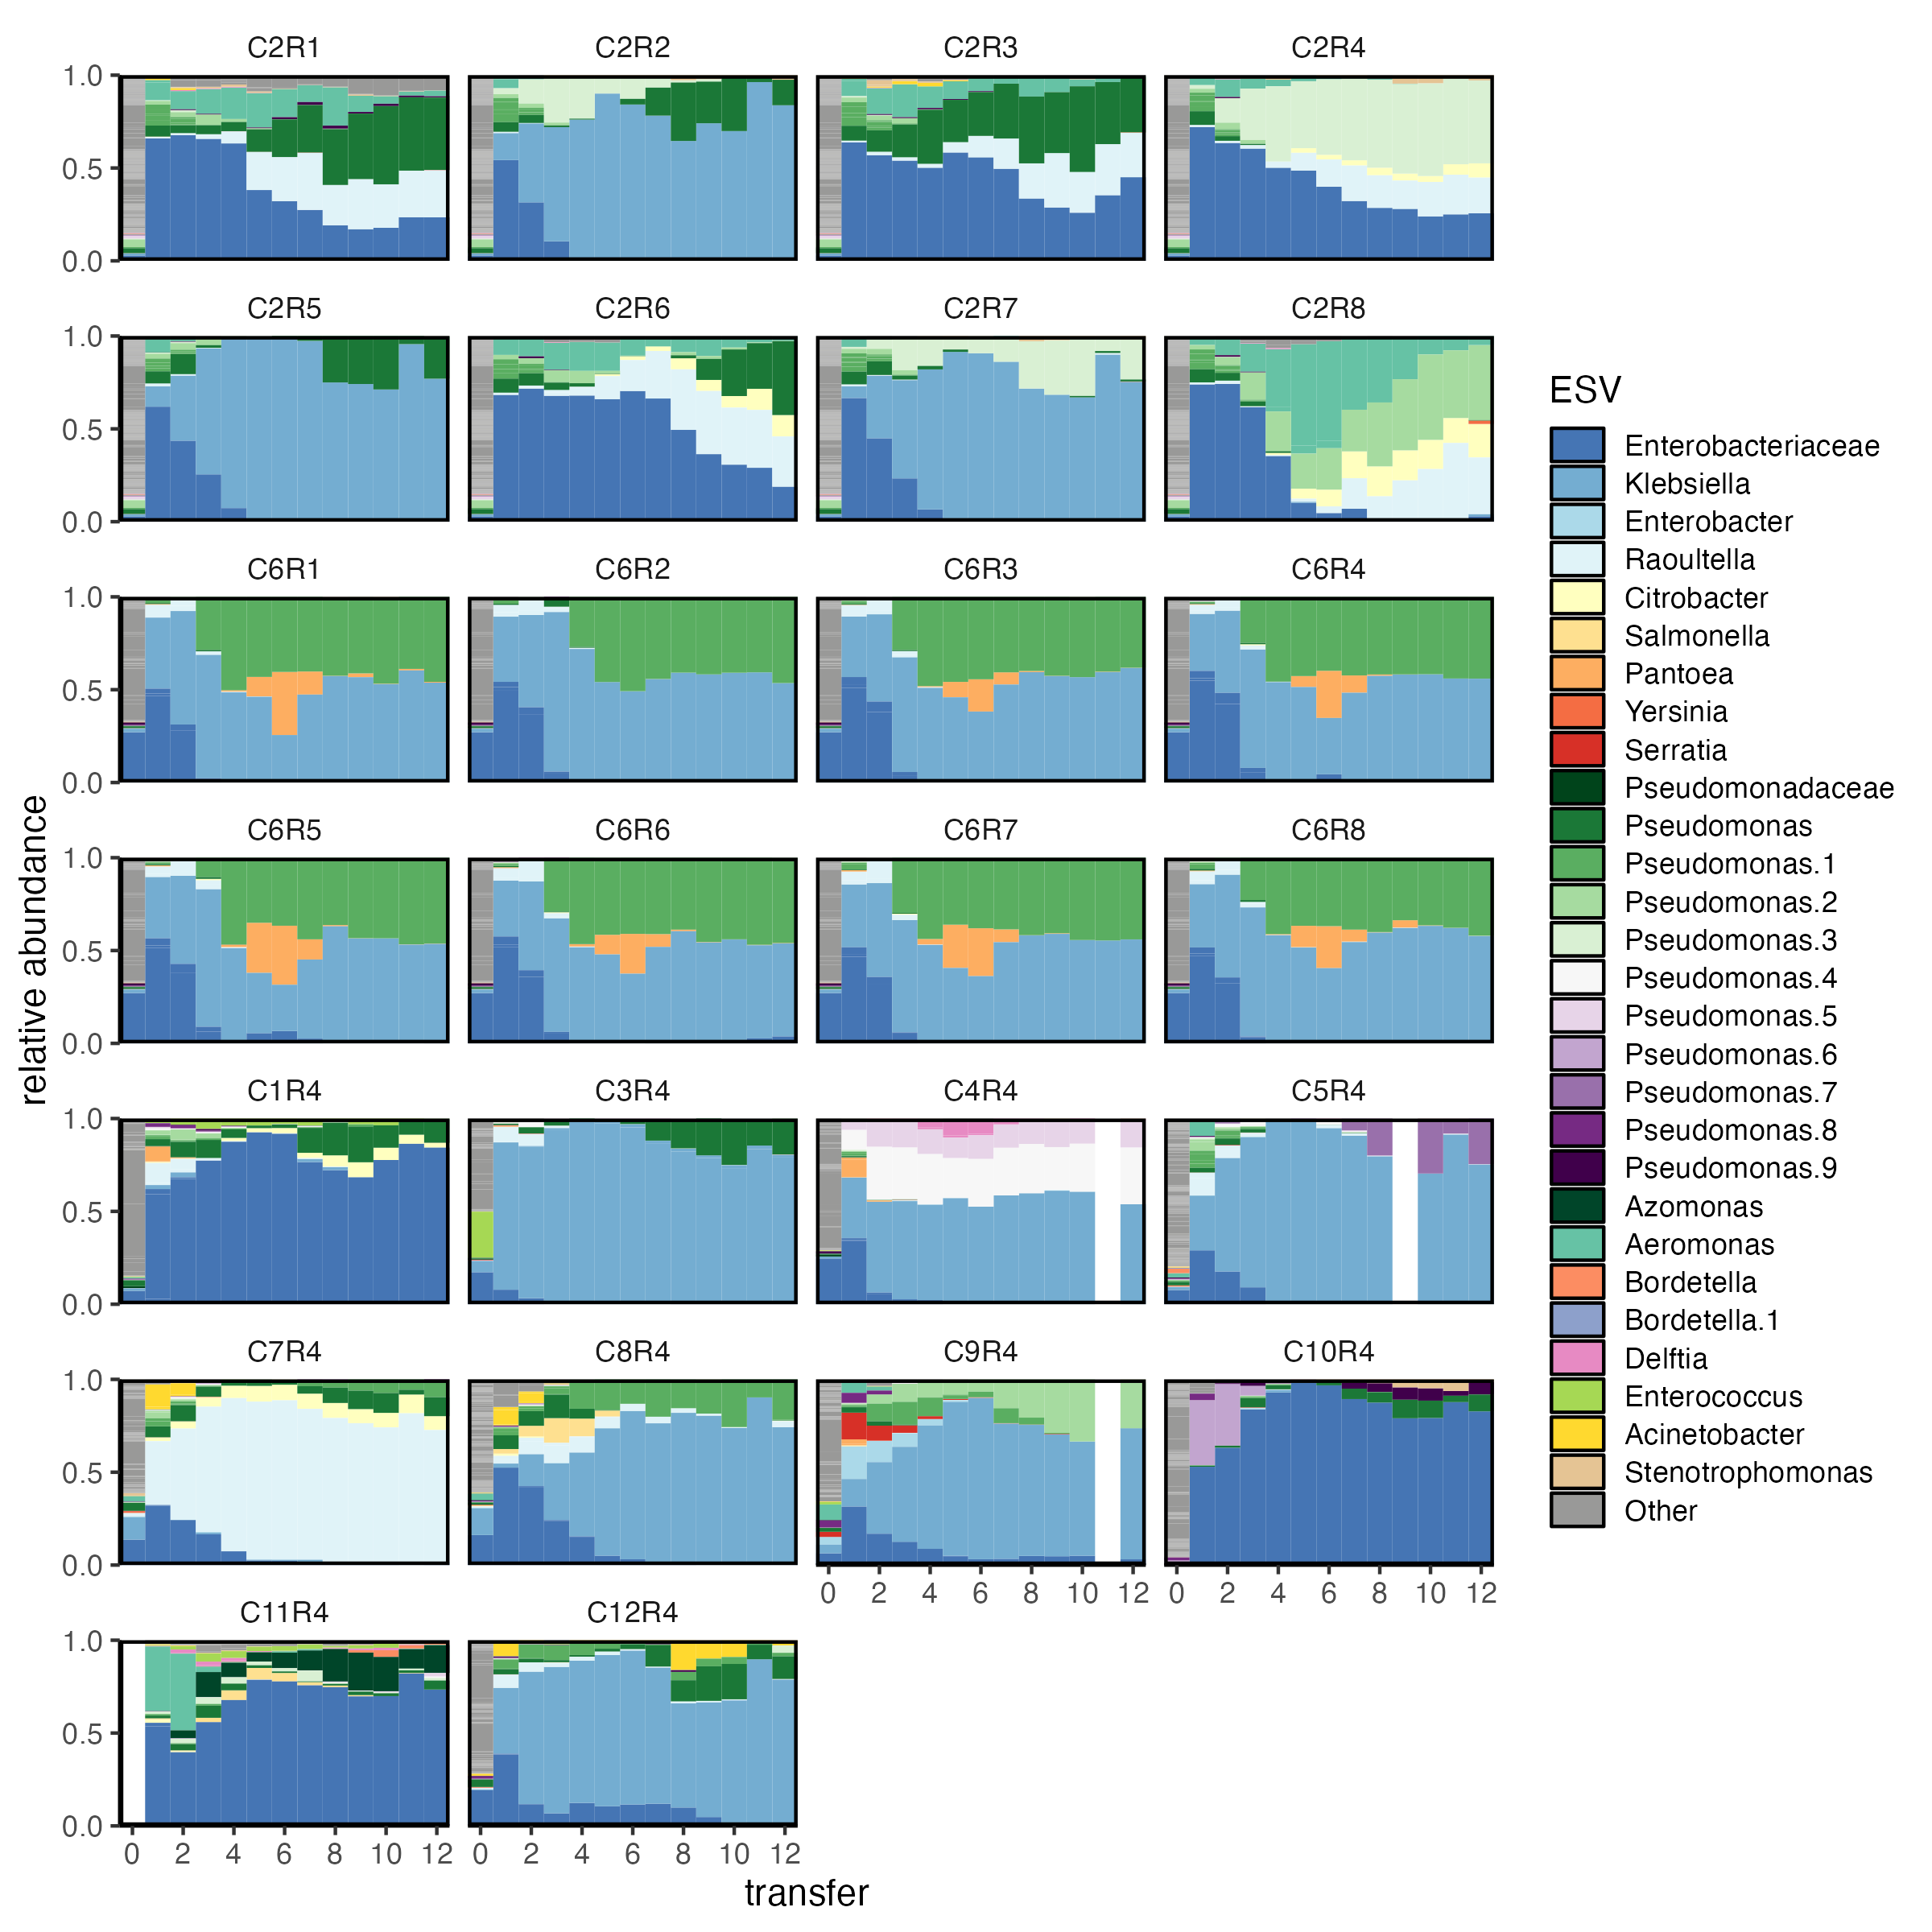 C2R1 C2R2 C2R3 C2R4
1.0
0.5
0.0
C2R5 C2R6 C2R7 C2R8
1.0
0.5
0.0
C6R1 C6R2 C6R3 C6R4
1.0
0.5
0.0
C6R5 C6R6 C6R7 C6R8
1.0
0.5
0.0
C1R4 C3R4 C4R4 C5R4
1.0
0.5
0.0
C7R4 C8R4 C9R4 C10R4
1.0
0.5
0.0
0 2 4 6 8 10 12 0 2 4 6 8 10 12
C11R4 C12R4
1.0
0.5
0.0
0 2 4 6 8 10 12 0 2 4 6 8 10 12
transfer
relative abundance
ESV
Enterobacteriaceae
Klebsiella
Enterobacter
Raoultella
Citrobacter
Salmonella
Pantoea
Yersinia
Serratia
Pseudomonadaceae
Pseudomonas
Pseudomonas.1
Pseudomonas.2
Pseudomonas.3
Pseudomonas.4
Pseudomonas.5
Pseudomonas.6
Pseudomonas.7
Pseudomonas.8
Pseudomonas.9
Azomonas
Aeromonas
Bordetella
Bordetella.1
Delftia
Enterococcus
Acinetobacter
Stenotrophomonas
Other